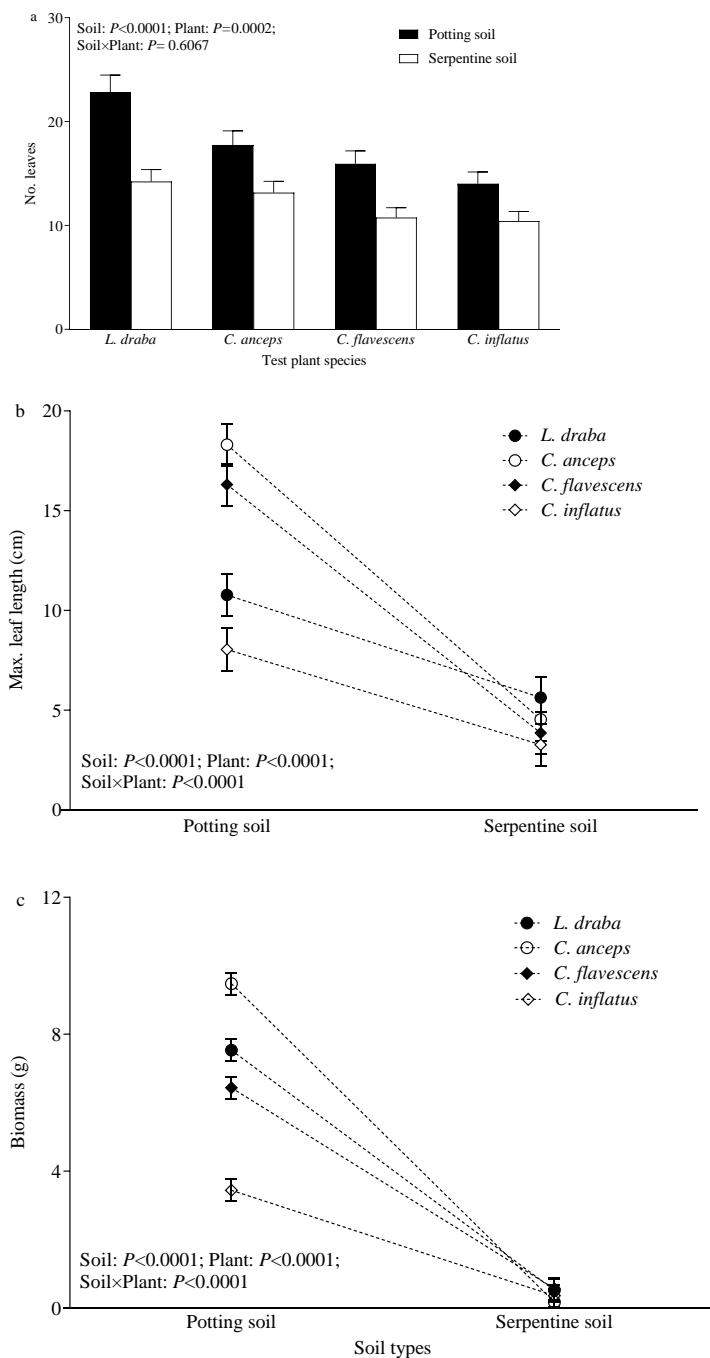 a
30
Soil: P<0.0001; Plant: P=0.0002;
Soil×Plant: P= 0.6067
Potting soil
Serpentine soil
20
No. leaves
10
0
L. draba
C. anceps
C. flavescens
C. inflatus
Test plant species
b
20
L. draba
C. anceps
C. flavescens
C. inflatus
15
Max. leaf length (cm)
10
5
Soil: P<0.0001; Plant: P<0.0001;
Soil×Plant: P<0.0001
0
Potting soil
Serpentine soil
c
12
L. draba
C. anceps
C. flavescens
C. inflatus
8
Biomass (g)
4
Soil: P<0.0001; Plant: P<0.0001;
Soil×Plant: P<0.0001
0
Potting soil
Serpentine soil
Soil types